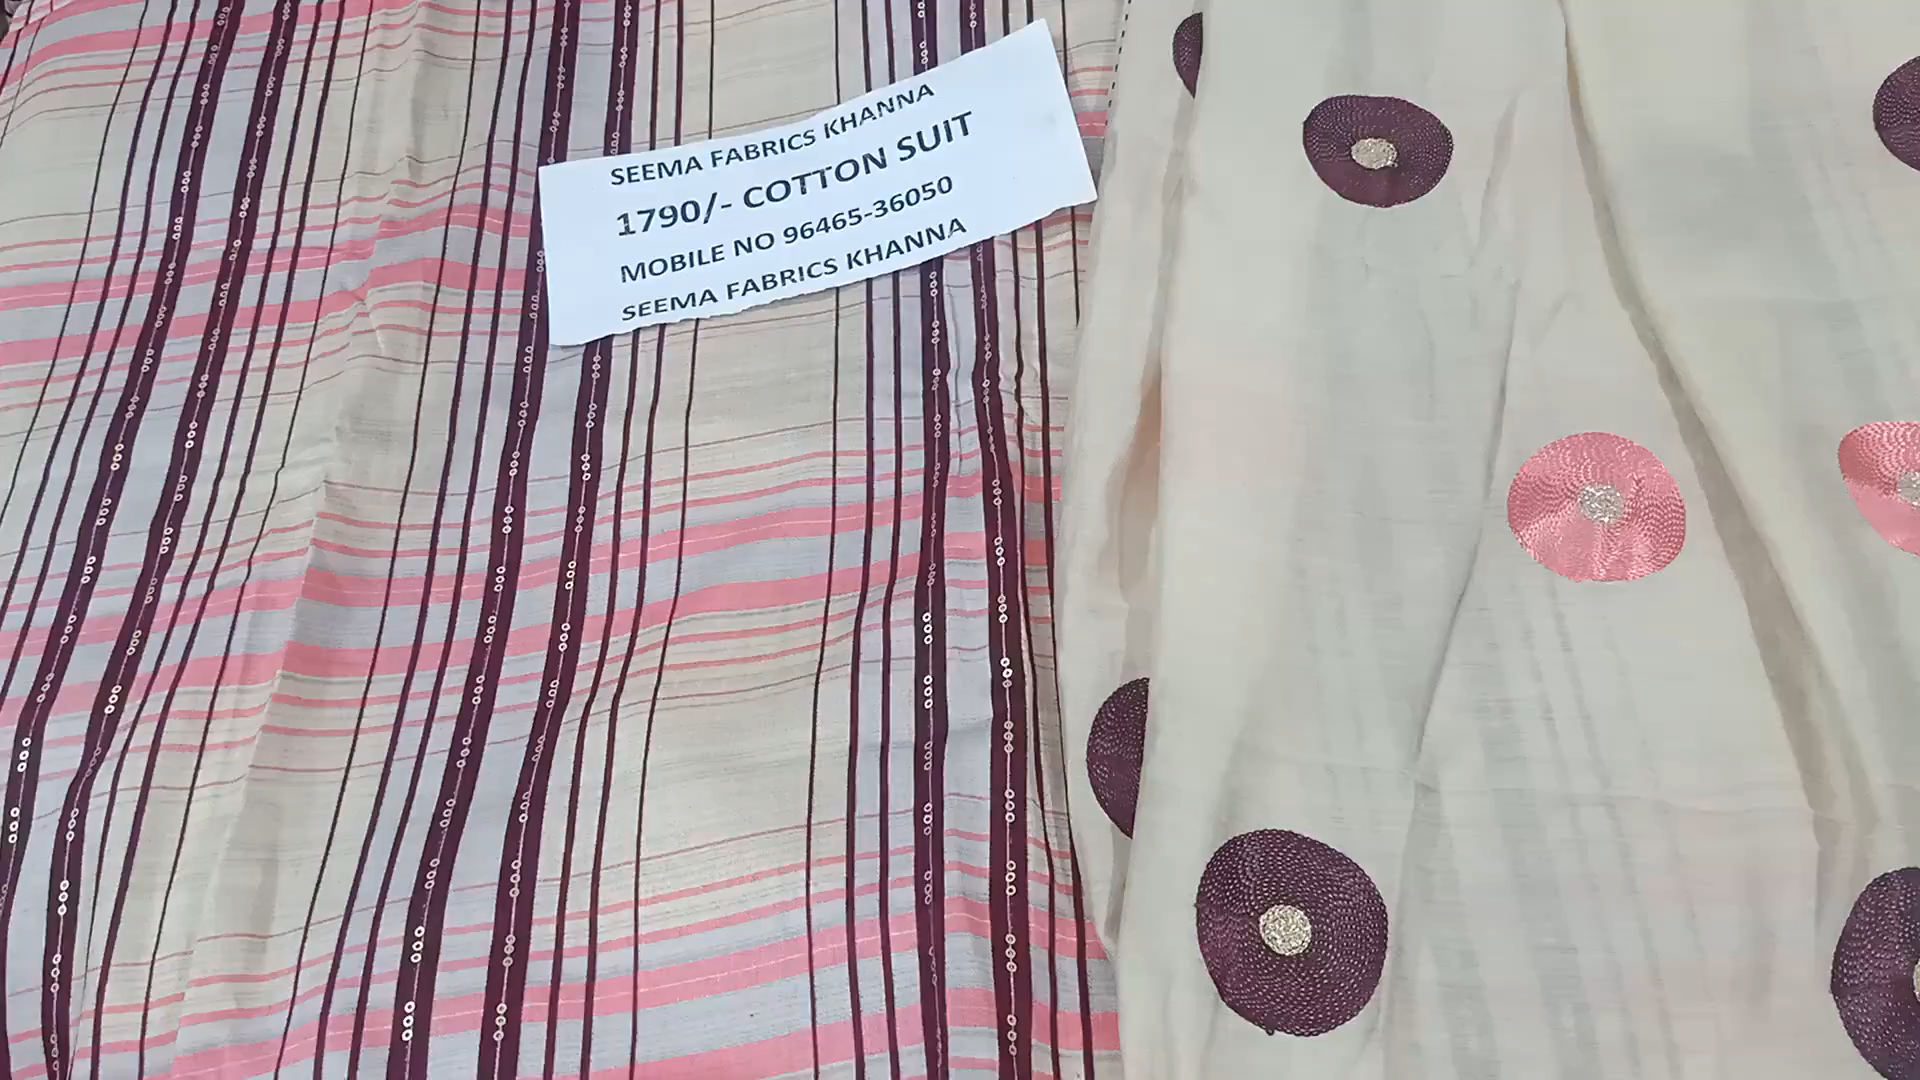 SEEMA FABRICS KHANNA
1790/- COTTON SUIT
MOBILE NO 96465-36050
SEEMA FABRICS KHANNA